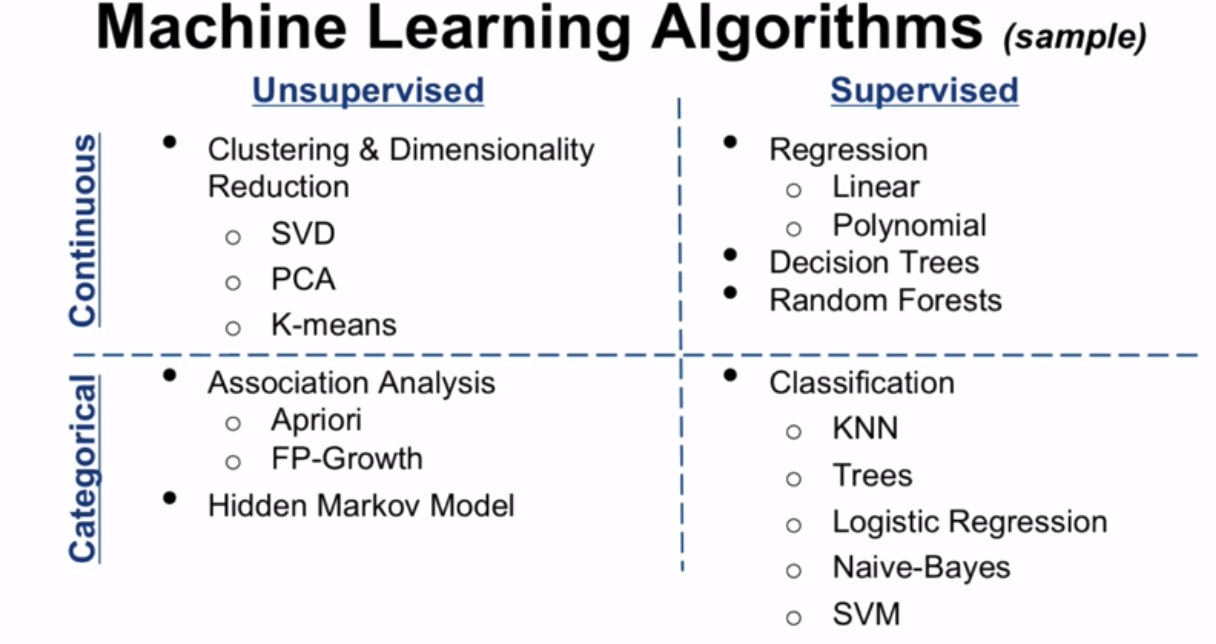 Machine Learning Algorithms (sample)
Unsupervised
Supervised
Continuous
• Clustering & Dimensionality
Reduction
○ SVD
○ PCA
○ K-means
• Regression
○ Linear
○ Polynomial
• Decision Trees
• Random Forests
Categorical
• Association Analysis
○ Apriori
○ FP-Growth
• Hidden Markov Model
• Classification
○ KNN
○ Trees
○ Logistic Regression
○ Naive-Bayes
○ SVM